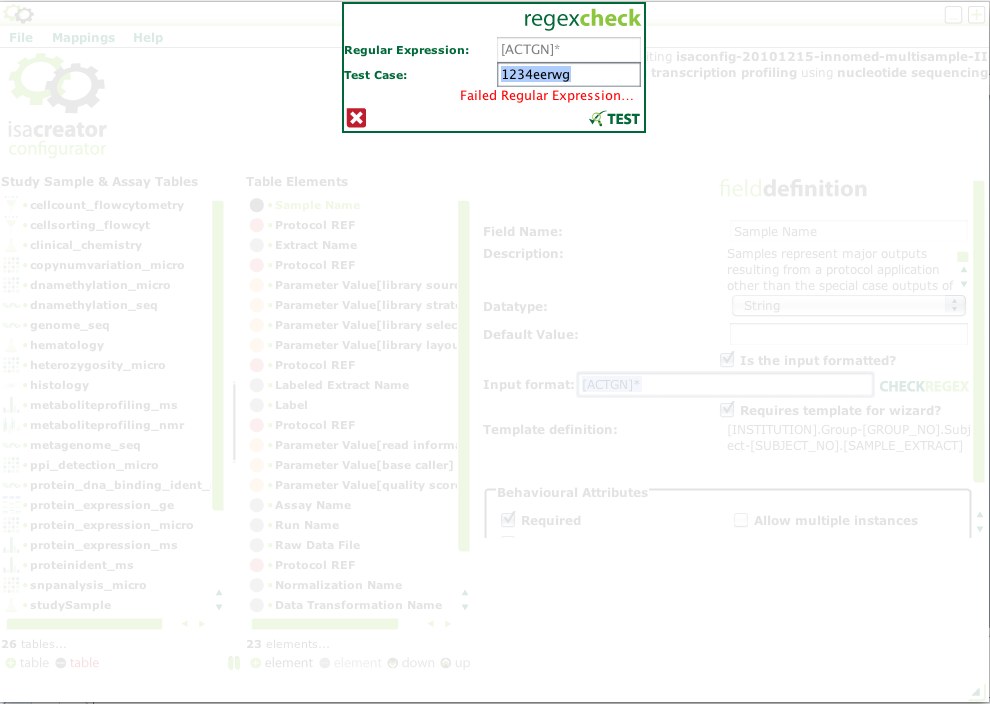 regexcheck
Regular Expression: [ACTGN]*
Test Case: 1234eerwg
Failed Regular Expression...
TEST
File Mappings Help
iting isaconfig-20101215-innomed-multisample-II
transcription profiling using nucleotide sequencing
isacreator
configurator
Study Sample & Assay Tables
cellcount_flowcytometry
cellsorting_flowcyt
clinical_chemistry
copynumvariation_micro
dnamethylation_micro
dnamethylation_seq
genome_seq
hematology
heterozygosity_micro
histology
metaboliteprofiling_ms
metaboliteprofiling_nmr
metagenome_seq
ppi_detection_micro
protein_dna_binding_ident_
protein_expression_ge
protein_expression_micro
protein_expression_ms
proteinident_ms
snpanalysis_micro
studySample
26 tables...
table table
Table Elements
Sample Name
Protocol REF
Extract Name
Protocol REF
Parameter Value[library sour
Parameter Value[library strat
Parameter Value[library selec
Parameter Value[library layou
Protocol REF
Labeled Extract Name
Label
Protocol REF
Parameter Value[read informa
Parameter Value[base caller]
Parameter Value[quality scor
Assay Name
Run Name
Raw Data File
Protocol REF
Normalization Name
Data Transformation Name
23 elements...
element element down up
fielddefinition
Field Name: Sample Name
Description: Samples represent major outputs
resulting from a protocol application
other than the special case outputs of
Datatype: String
Default Value:
Is the input formatted?
Input format: [ACTGN]* CHECKREGEX
Requires template for wizard?
Template definition: [INSTITUTION].Group-[GROUP_NO].Subj
ect-[SUBJECT_NO].[SAMPLE_EXTRACT]
Behavioural Attributes
Required Allow multiple instances